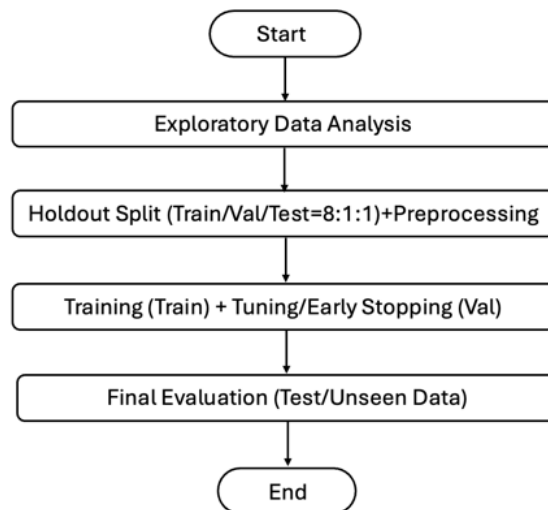 Start
Exploratory Data Analysis
Holdout Split (Train/Val/Test=8:1:1)+Preprocessing
Training (Train) + Tuning/Early Stopping (Val)
Final Evaluation (Test/Unseen Data)
End